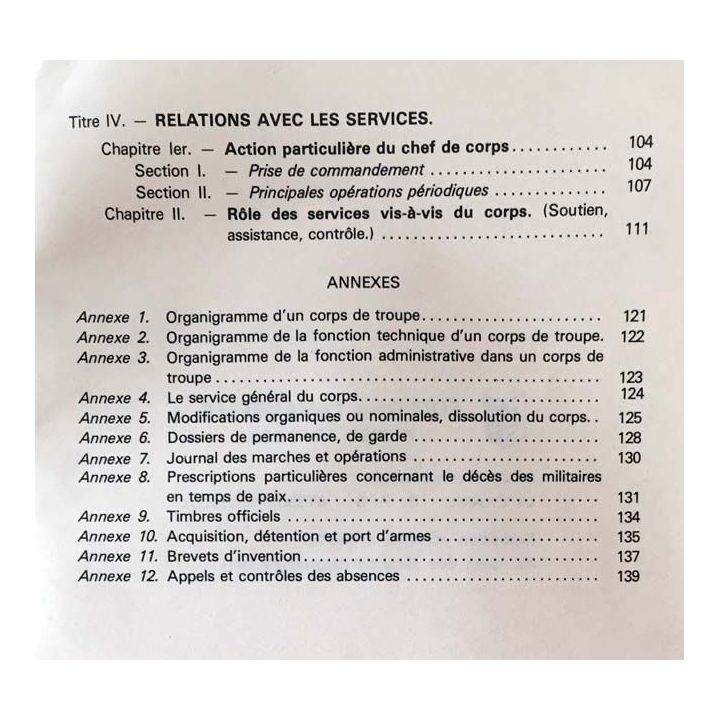 Titre IV. — RELATIONS AVEC LES SERVICES.
Chapitre Ier. — Action particulière du chef de corps............ 104
Section I. — Prise de commandement ....................... 104
Section II. — Principales opérations périodiques .............. 107
Chapitre II. — Rôle des services vis-à-vis du corps. (Soutien,
assistance, contrôle.) ............................. 111
ANNEXES
Annexe 1. Organigramme d'un corps de troupe........................ 121
Annexe 2. Organigramme de la fonction technique d'un corps de troupe. 122
Annexe 3. Organigramme de la fonction administrative dans un corps de
troupe .................................................. 123
Annexe 4. Le service général du corps................................ 124
Annexe 5. Modifications organiques ou nominales, dissolution du corps.. 125
Annexe 6. Dossiers de permanence, de garde ........................ 128
Annexe 7. Journal des marches et opérations ........................ 130
Annexe 8. Prescriptions particulières concernant le décès des militaires
en temps de paix......................................... 131
Annexe 9. Timbres officiels ......................................... 134
Annexe 10. Acquisition, détention et port d'armes ..................... 135
Annexe 11. Brevets d'invention....................................... 137
Annexe 12. Appels et contrôles des absences ......................... 139